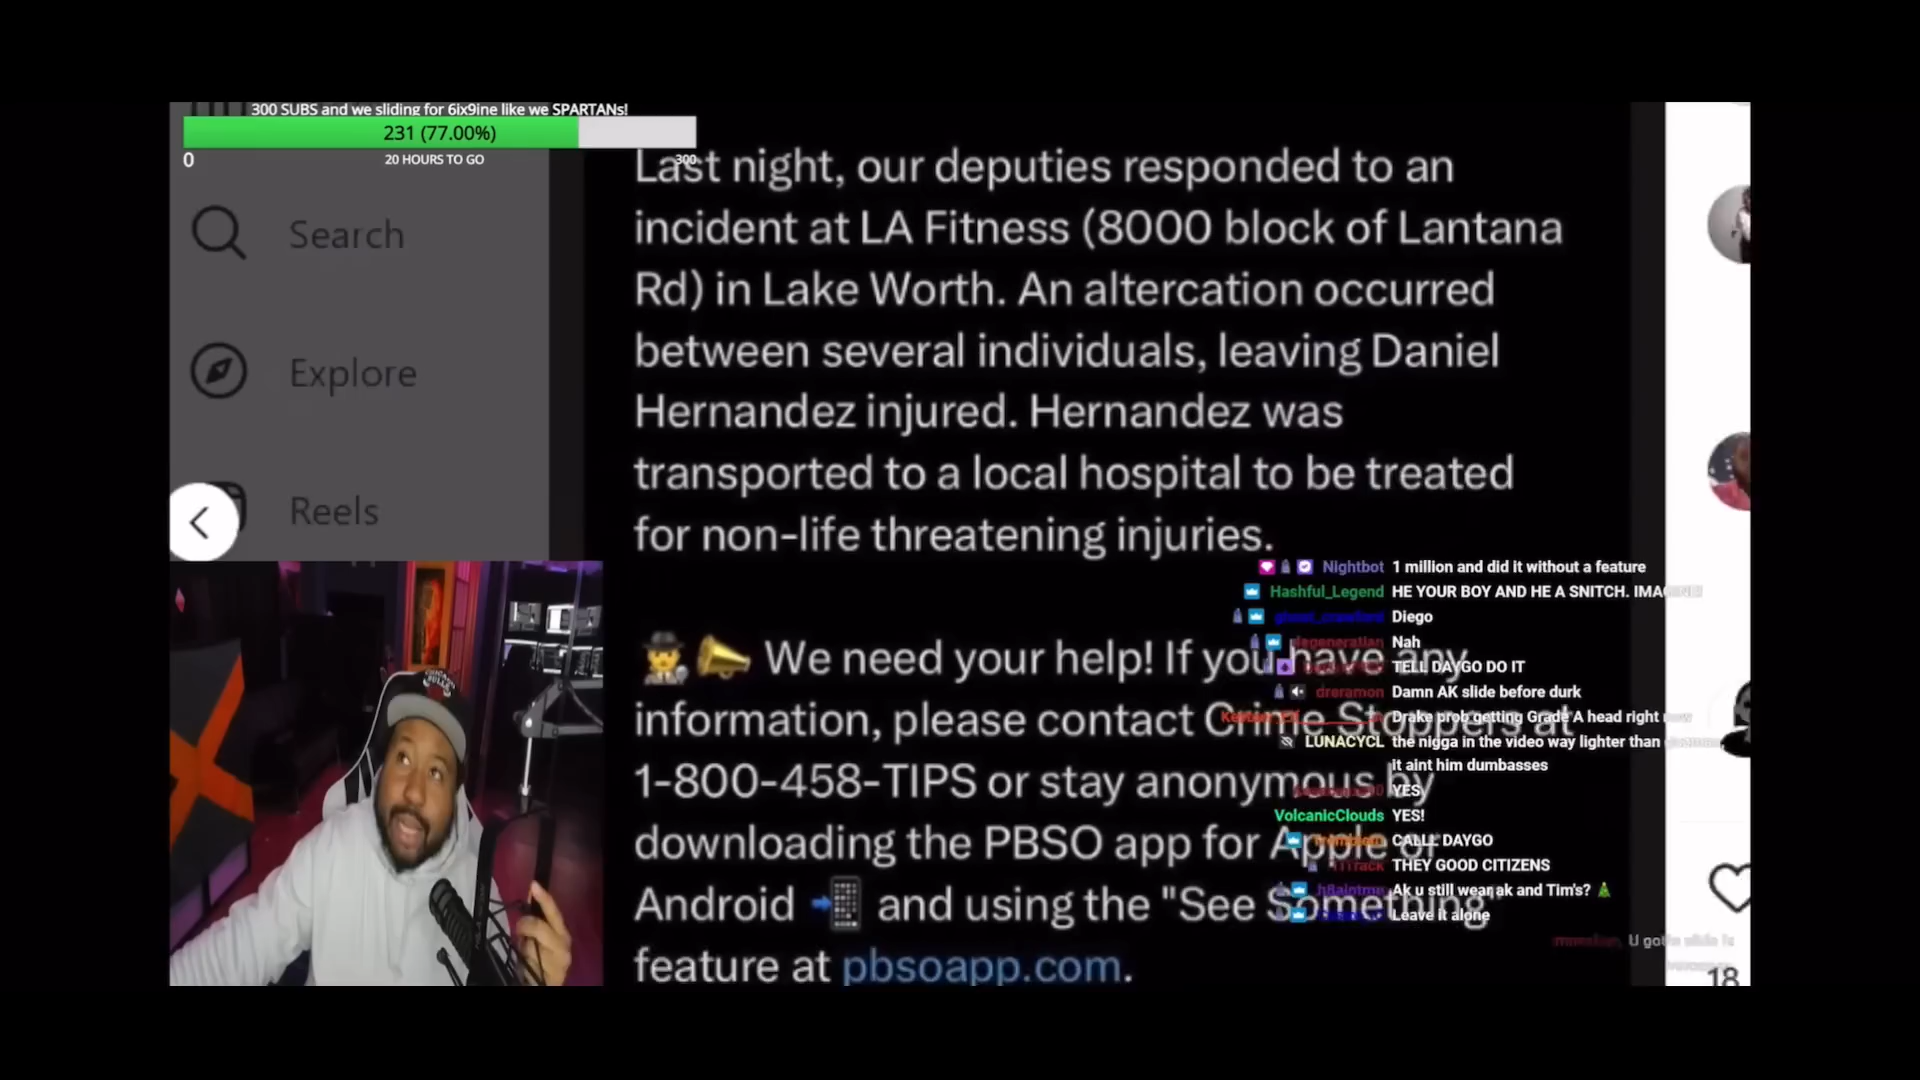 300 SUBS and we sliding for 6ix9ine like we SPARTANs!
231 (77.00%)
0
20 HOURS TO GO
300
Search
Explore
Reels
Last night, our deputies responded to an
incident at LA Fitness (8000 block of Lantana
Rd) in Lake Worth. An altercation occurred
between several individuals, leaving Daniel
Hernandez injured. Hernandez was
transported to a local hospital to be treated
for non-life threatening injuries.
We need your help! If you have any
information, please contact Crime Stoppers at
1-800-458-TIPS or stay anonymous by
downloading the PBSO app for Apple or
Android and using the "See Something"
feature at pbsoapp.com.
CHICAGO
BULLS
Nightbot 1 million and did it without a feature
Hashful_Legend HE YOUR BOY AND HE A SNITCH. IMAGINE
Diego
degeneratian Nah
TELL DAYGO DO IT
dreramon Damn AK slide before durk
Drake prob getting Grade A head right now
LUNACYCL the nigga in the video way lighter than
it aint him dumbasses
YES
VolcanicClouds YES!
CALLL DAYGO
THEY GOOD CITIZENS
Ak u still wear ak and Tim's?
Leave it alone
U gotta slide
18